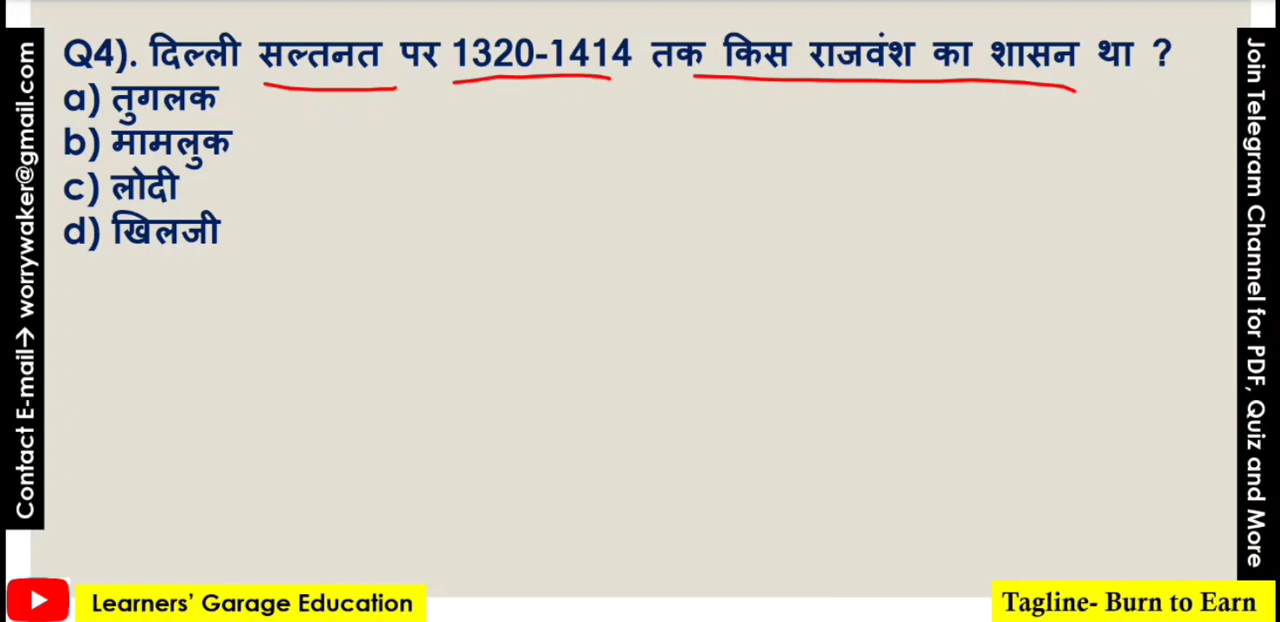 Q4). दिल्ली सल्तनत पर 1320-1414 तक किस राजवंश का शासन था ?
a) तुगलक
b) मामलुक
c) लोदी
d) खिलजी
Contact E-mail→ worrywaker@gmail.com
Join Telegram Channel for PDF, Quiz and More
Learners’ Garage Education
Tagline- Burn to Earn